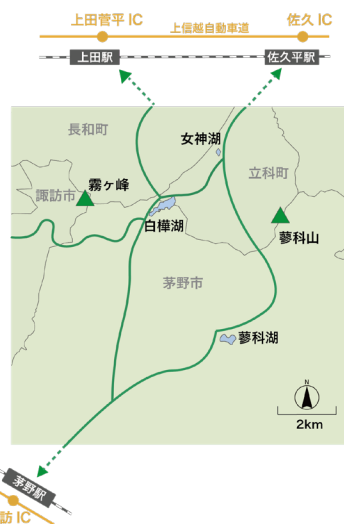 上田菅平 IC
佐久 IC
上信越自動車道
上田駅
佐久平駅
長和町
女神湖
立科町
霧ヶ峰
諏訪市
白樺湖
蓼科山
茅野市
蓼科湖
N
2km
茅野駅
訪 IC